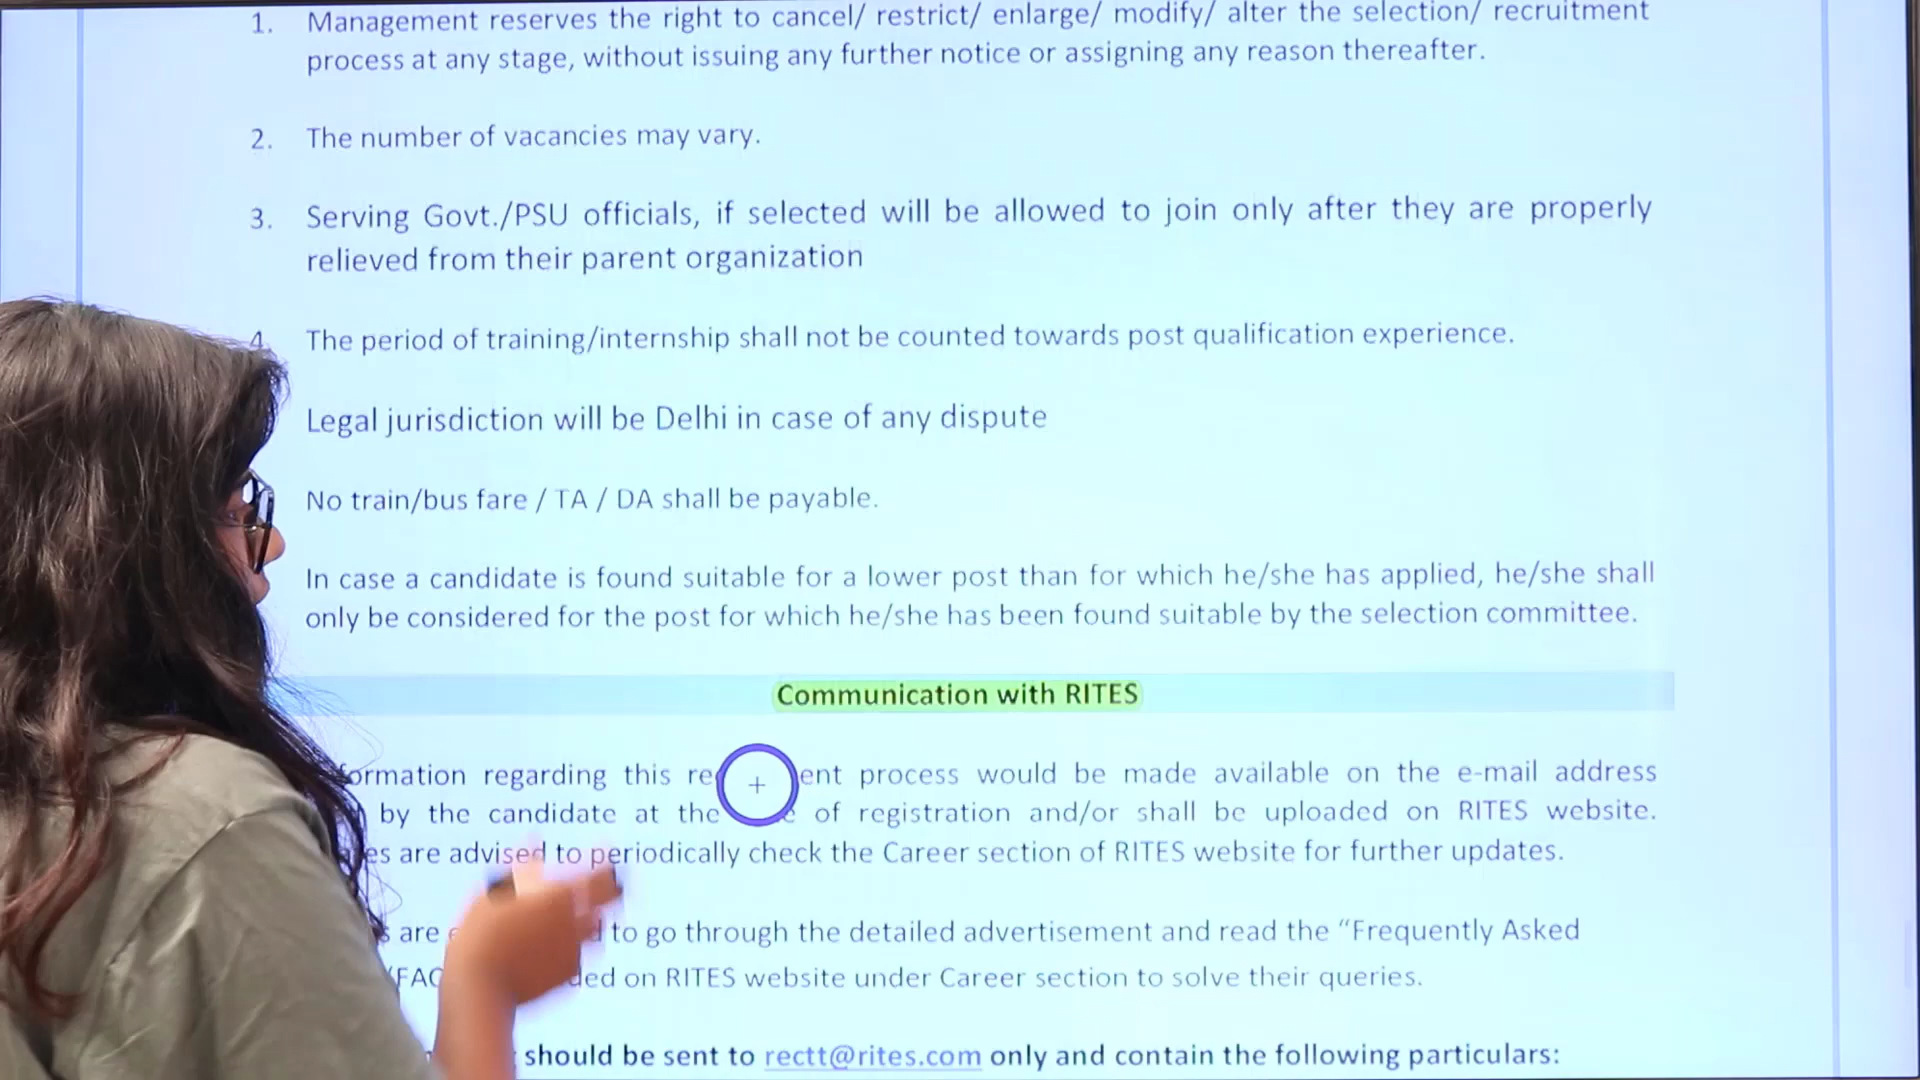 1. Management reserves the right to cancel/ restrict/ enlarge/ modify/ alter the selection/ recruitment
process at any stage, without issuing any further notice or assigning any reason thereafter.
2. The number of vacancies may vary.
3. Serving Govt./PSU officials, if selected will be allowed to join only after they are properly
relieved from their parent organization
4. The period of training/internship shall not be counted towards post qualification experience.
Legal jurisdiction will be Delhi in case of any dispute
No train/bus fare / TA / DA shall be payable.
In case a candidate is found suitable for a lower post than for which he/she has applied, he/she shall
only be considered for the post for which he/she has been found suitable by the selection committee.
Communication with RITES
regarding this process would be made available on the e-mail address
by the candidate at the of registration and/or shall be uploaded on RITES website.
are advised to periodically check the Career section of RITES website for further updates.
are to go through the detailed advertisement and read the “Frequently Asked
on RITES website under Career section to solve their queries.
should be sent to rectt@rites.com only and contain the following particulars: